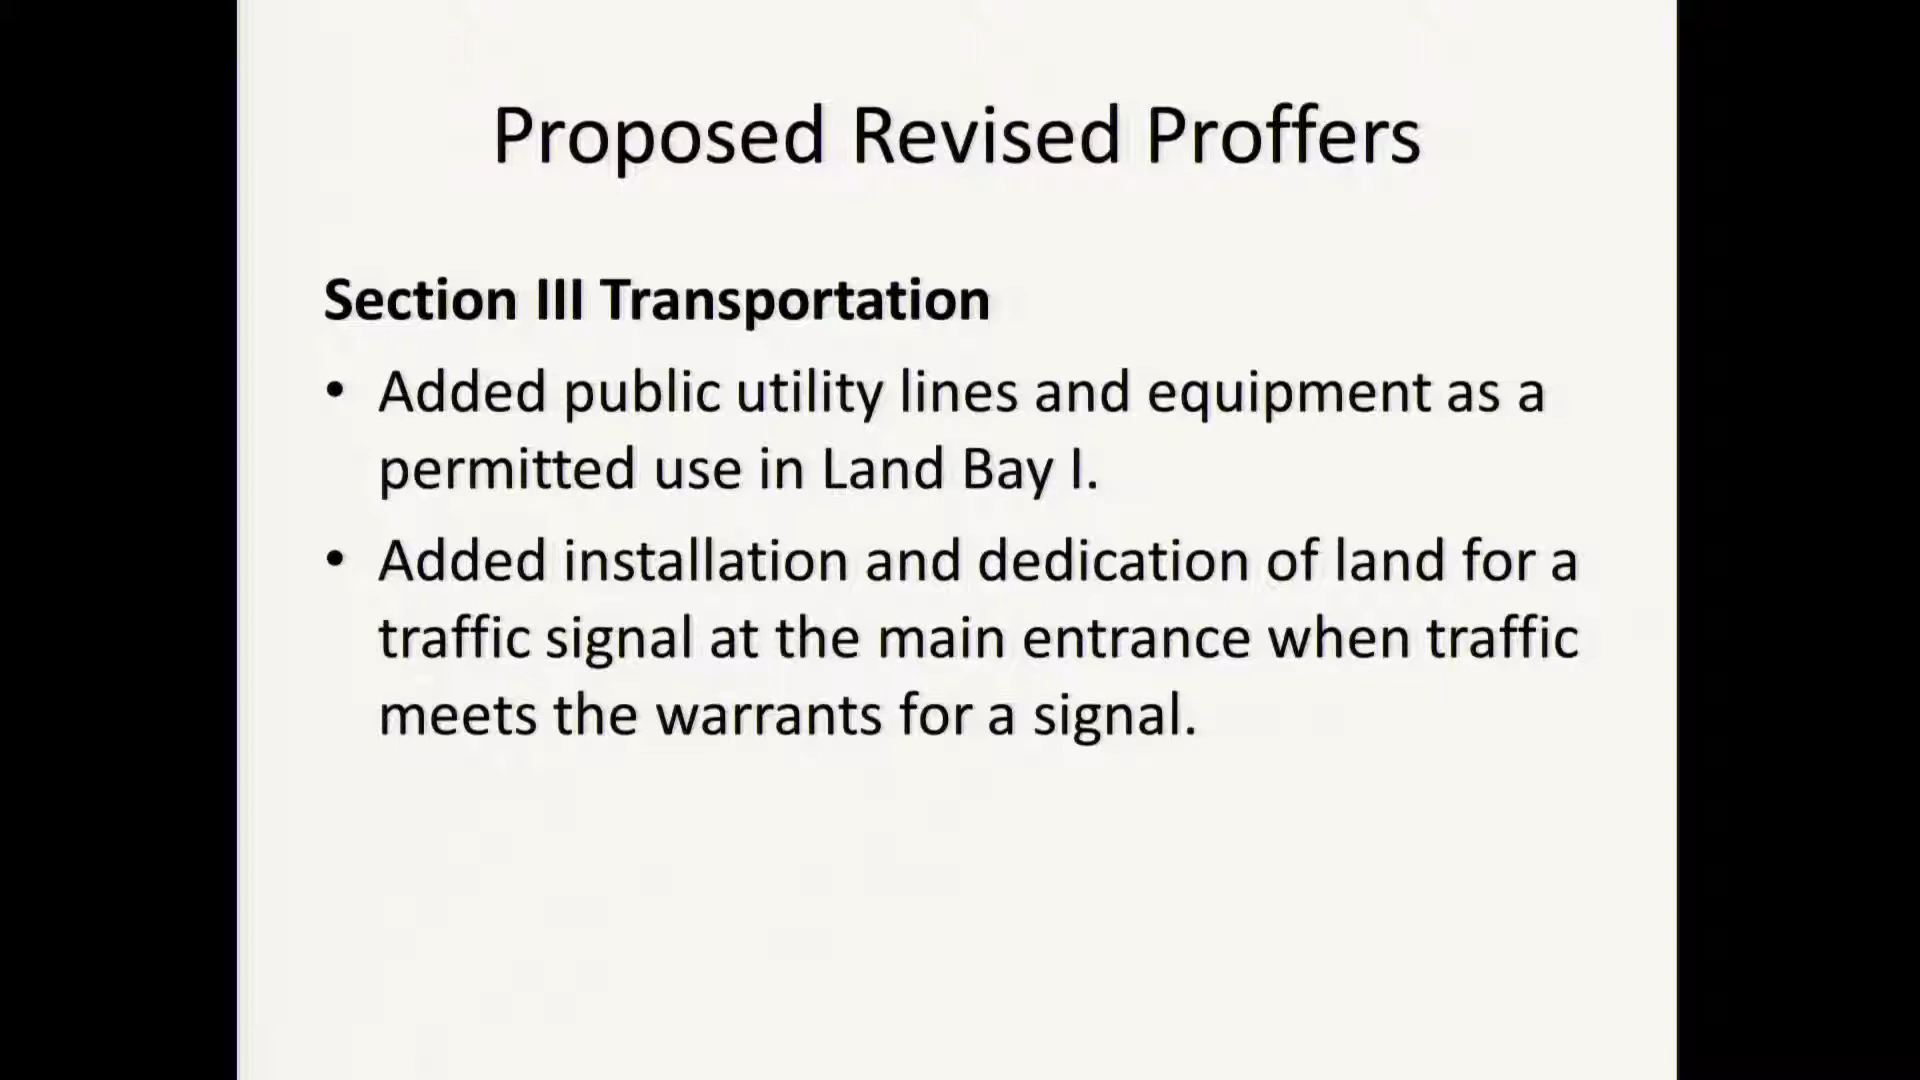 Proposed Revised Proffers
Section III Transportation
• Added public utility lines and equipment as a
permitted use in Land Bay I.
• Added installation and dedication of land for a
traffic signal at the main entrance when traffic
meets the warrants for a signal.